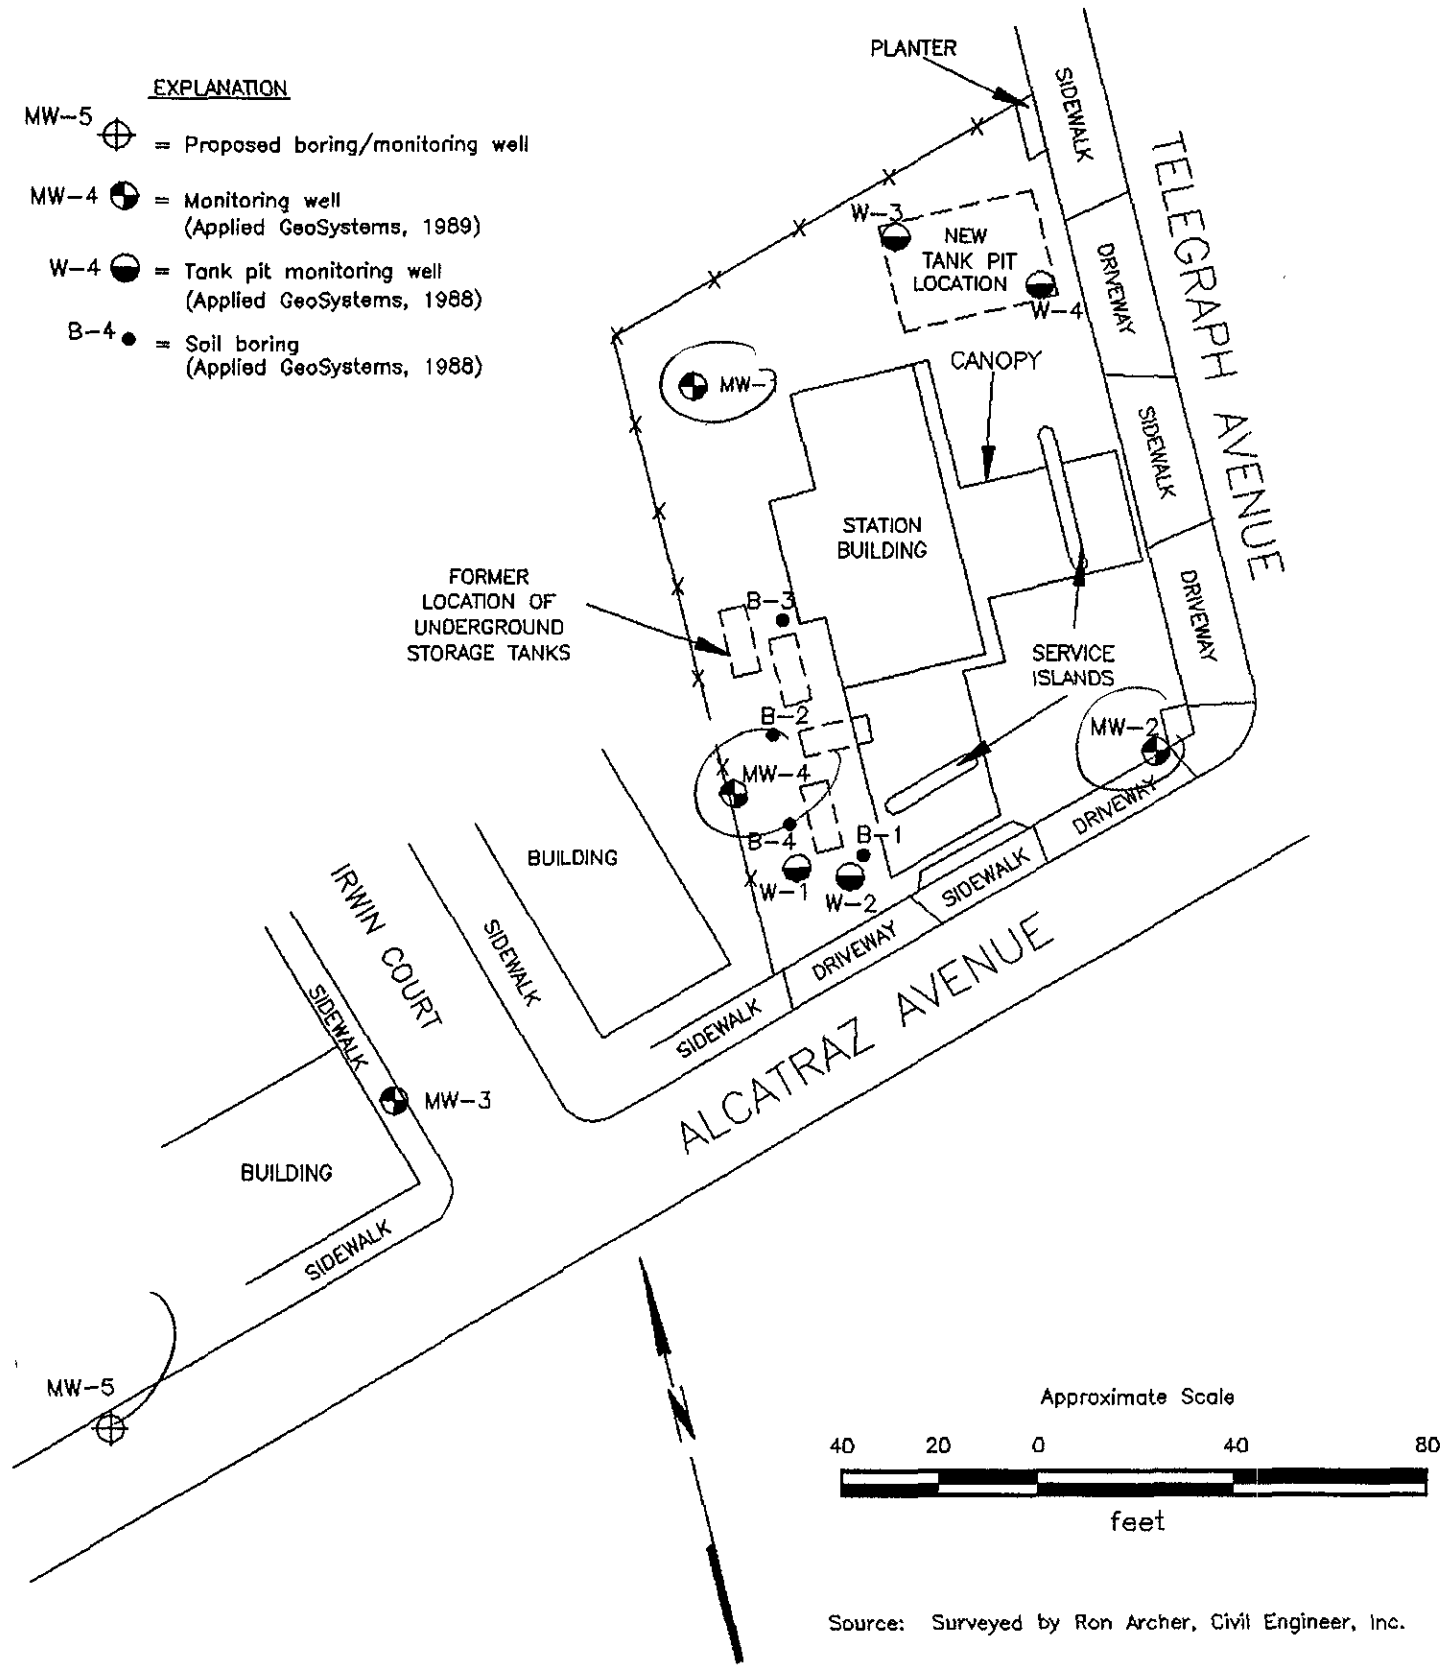 EXPLANATION
MW-5
= Proposed boring/monitoring well
MW-4
= Monitoring well
(Applied GeoSystems, 1989)
W-4
= Tank pit monitoring well
(Applied GeoSystems, 1988)
B-4
= Soil boring
(Applied GeoSystems, 1988)
PLANTER
SIDEWALK
TELEGRAPH AVENUE
W-3
NEW
TANK PIT
LOCATION
W-4
DRIVEWAY
CANOPY
MW-1
SIDEWALK
STATION
BUILDING
FORMER
LOCATION OF
UNDERGROUND
STORAGE TANKS
B-3
DRIVEWAY
SERVICE
ISLANDS
B-2
MW-2
MW-4
DRIVEWAY
B-4
B-1
W-1
W-2
SIDEWALK
BUILDING
IRWIN COURT
SIDEWALK
DRIVEWAY
SIDEWALK
ALCATRAZ AVENUE
SIDEWALK
MW-3
BUILDING
SIDEWALK
MW-5
N
Approximate Scale
40 20 0 40 80
feet
Source: Surveyed by Ron Archer, Civil Engineer, Inc.